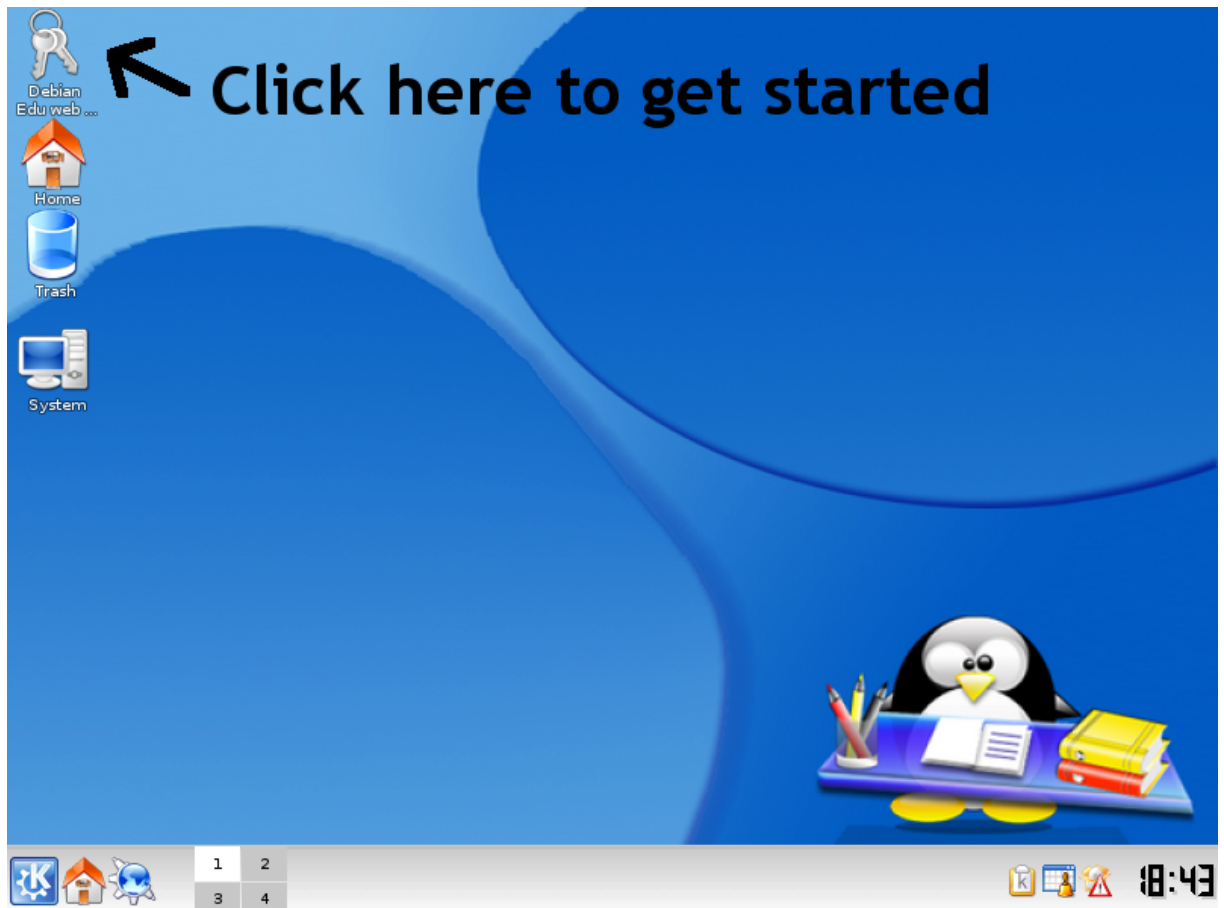 Click here to get started
Debian
Edu web ...
Home
Trash
System
1 2
3 4
18:43